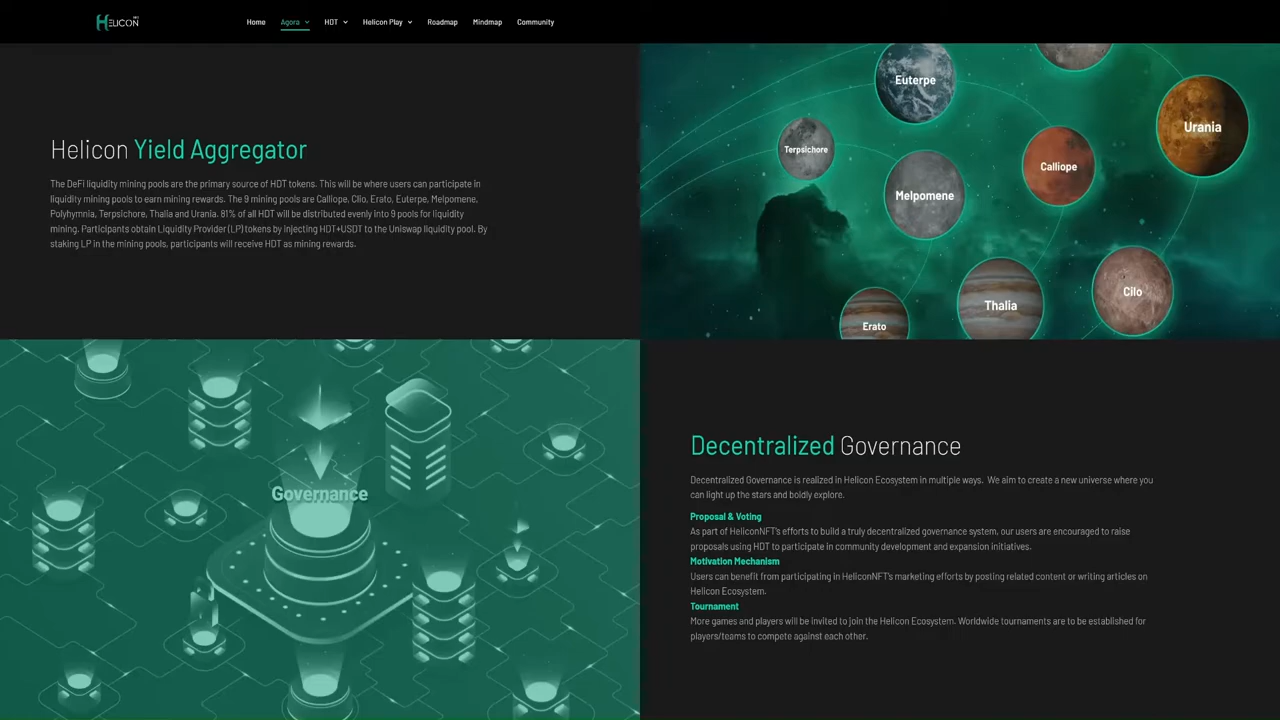 HELICON
Home
Agora
HDT
Helicon Play
Roadmap
Mindmap
Community
Helicon Yield Aggregator
The DeFi liquidity mining pools are the primary source of HDT tokens. This will be where users can participate in
liquidity mining pools to earn mining rewards. The 9 mining pools are Calliope, Clio, Erato, Euterpe, Melpomene,
Polyhymnia, Terpsichore, Thalia and Urania. 81% of all HDT will be distributed evenly into 9 pools for liquidity
mining. Participants obtain Liquidity Provider (LP) tokens by injecting HDT+USDT to the Uniswap liquidity pool. By
staking LP in the mining pools, participants will receive HDT as mining rewards.
Euterpe
Urania
Terpsichore
Calliope
Melpomene
Cilo
Thalia
Erato
Governance
Decentralized Governance
Decentralized Governance is realized in Helicon Ecosystem in multiple ways. We aim to create a new universe where you
can light up the stars and boldly explore.
Proposal & Voting
As part of HeliconNFT's efforts to build a truly decentralized governance system, our users are encouraged to raise
proposals using HDT to participate in community development and expansion initiatives.
Motivation Mechanism
Users can benefit from participating in HeliconNFT's marketing efforts by posting related content or writing articles on
Helicon Ecosystem.
Tournament
More games and players will be invited to join the Helicon Ecosystem. Worldwide tournaments are to be established for
players/teams to compete against each other.